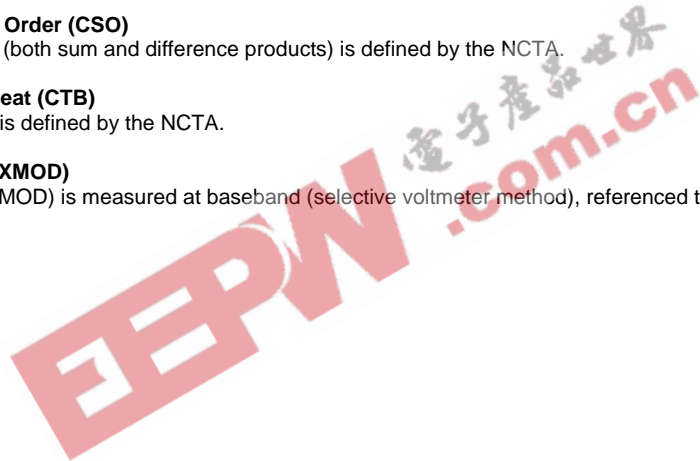 Order (CSO)
(both sum and difference products) is defined by the NCTA.
eat (CTB)
is defined by the NCTA.
XMOD)
MOD) is measured at baseband (selective voltmeter method), referenced t
EEPW
電子產品世界
.com.cn